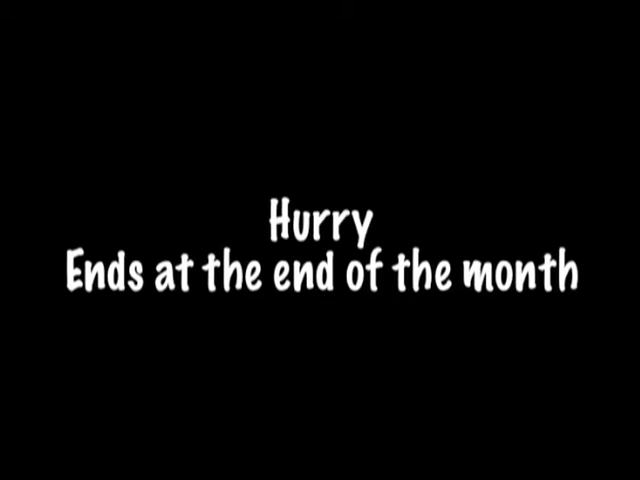 Hurry
Ends at the end of the month